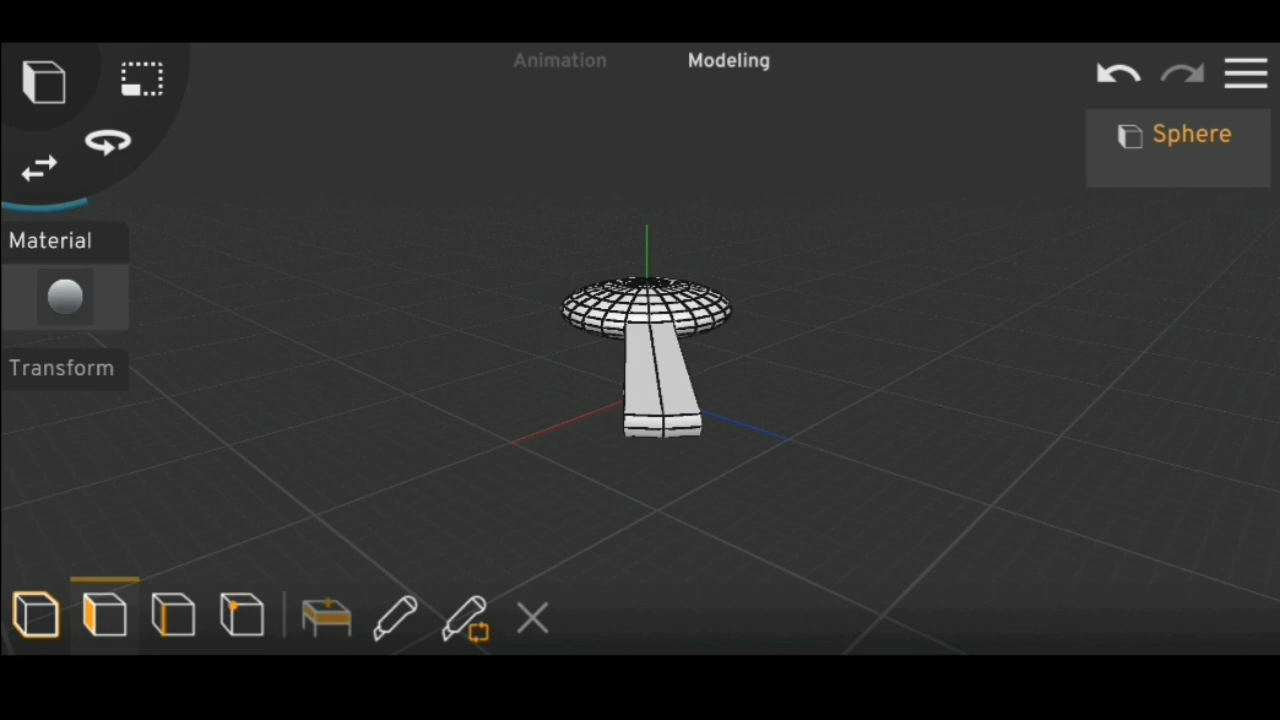 Animation
Modeling
Sphere
Material
Transform